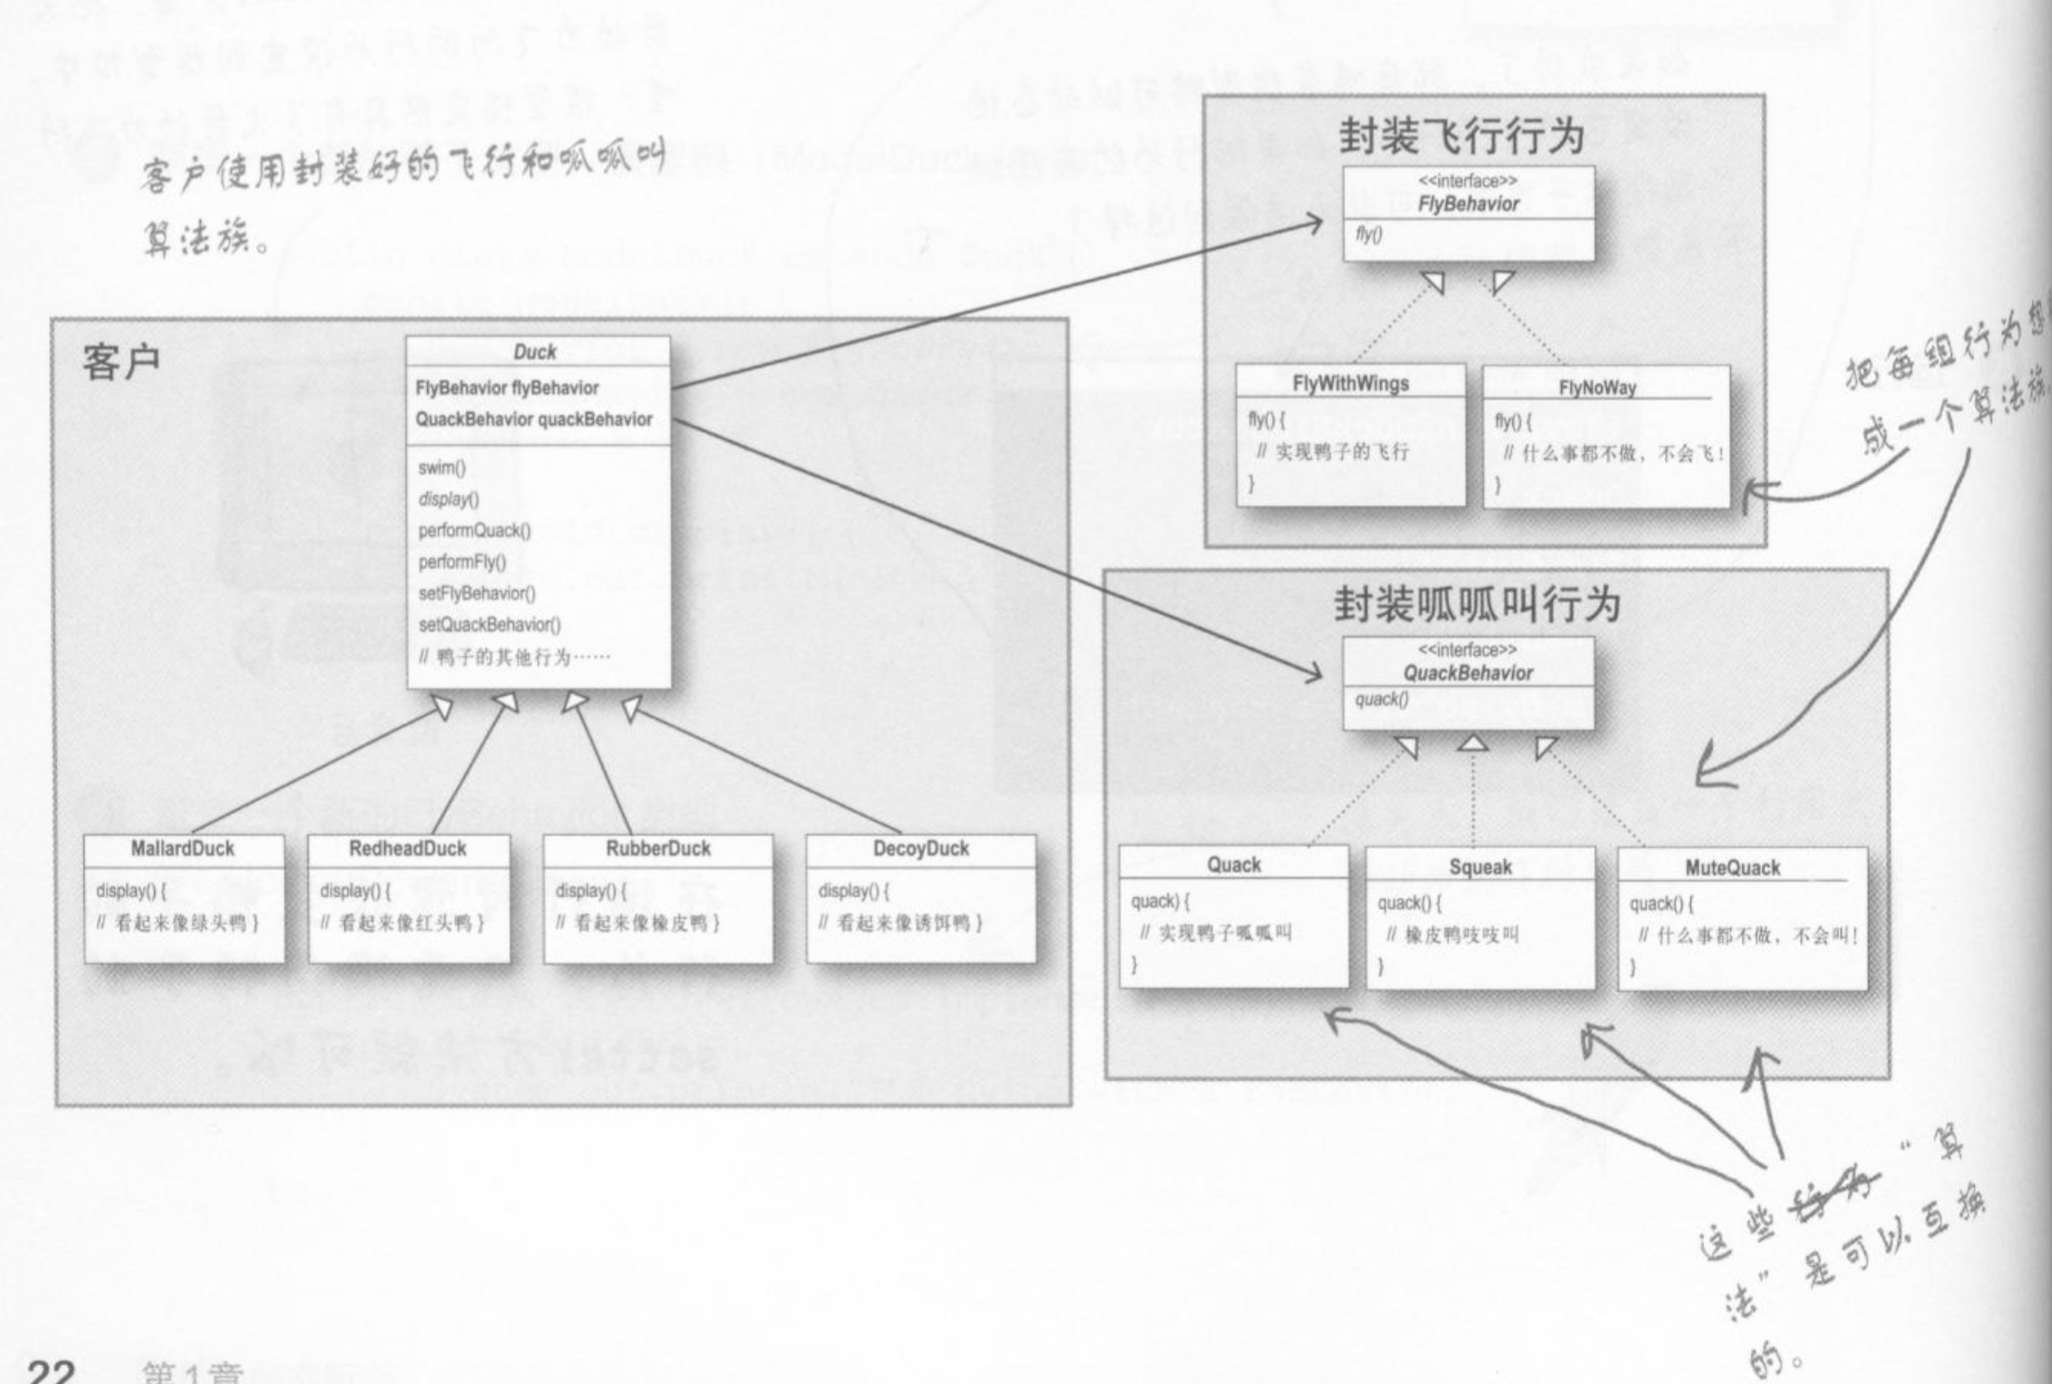 客户使用封装好的飞行和呱呱叫
算法族。
封装飞行行为
<<interface>>
FlyBehavior
fly()
FlyWithWings
fly() {
// 实现鸭子的飞行
}
FlyNoWay
fly() {
// 什么事都不做，不会飞！
}
把每组行为想
成一个算法族
客户
Duck
FlyBehavior flyBehavior
QuackBehavior quackBehavior
swim()
display()
performQuack()
performFly()
setFlyBehavior()
setQuackBehavior()
// 鸭子的其他行为……
MallardDuck
display() {
// 看起来像绿头鸭 }
RedheadDuck
display() {
// 看起来像红头鸭 }
RubberDuck
display() {
// 看起来像橡皮鸭 }
DecoyDuck
display() {
// 看起来像诱饵鸭 }
封装呱呱叫行为
<<interface>>
QuackBehavior
quack()
Quack
quack) {
// 实现鸭子呱呱叫
}
Squeak
quack() {
// 橡皮鸭吱吱叫
}
MuteQuack
quack() {
// 什么事都不做，不会叫！
}
这些行为“算
法”是可以互换
的。
22 第1章